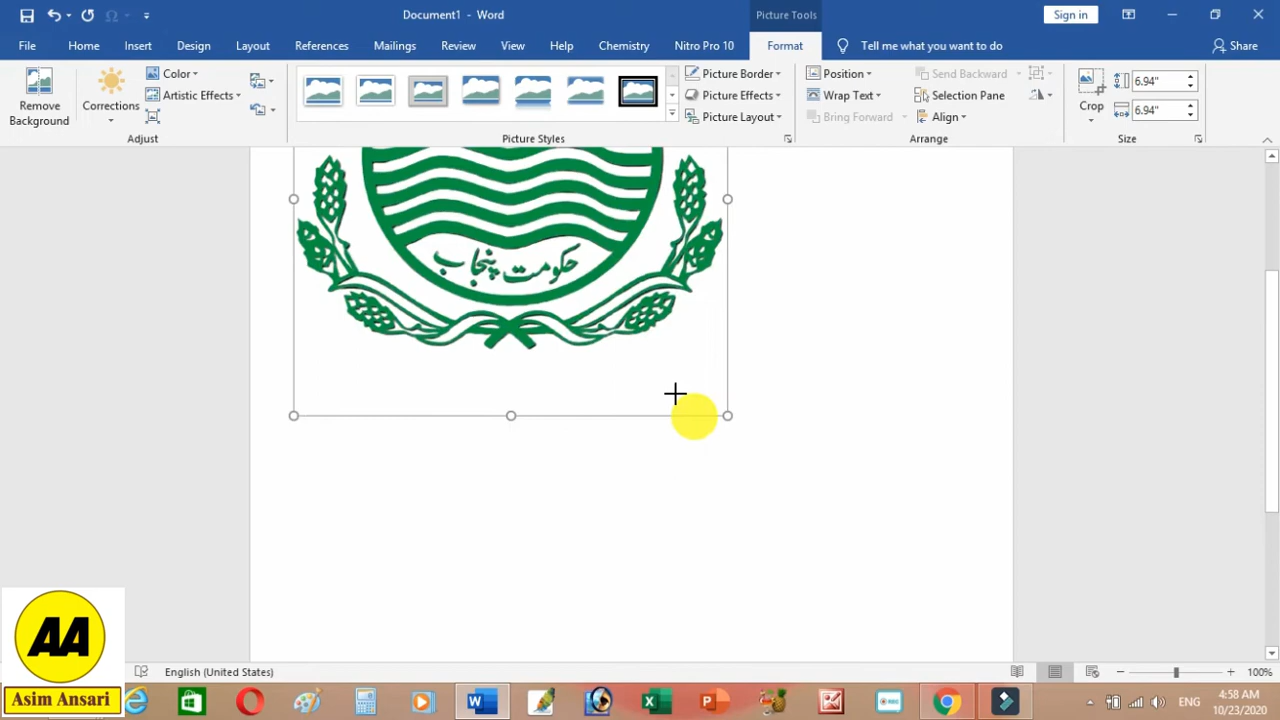 Document1 - Word
Picture Tools
Sign in
File
Home
Insert
Design
Layout
References
Mailings
Review
View
Help
Chemistry
Nitro Pro 10
Format
Tell me what you want to do
Share
Remove
Background
Corrections
Color
Artistic Effects
Adjust
Picture Styles
Picture Border
Picture Effects
Picture Layout
Position
Wrap Text
Bring Forward
Send Backward
Selection Pane
Align
Arrange
Crop
6.94"
6.94"
Size
حکومت پنجاب
English (United States)
100%
AA
Asim Ansari
ENG
4:58 AM
10/23/2020